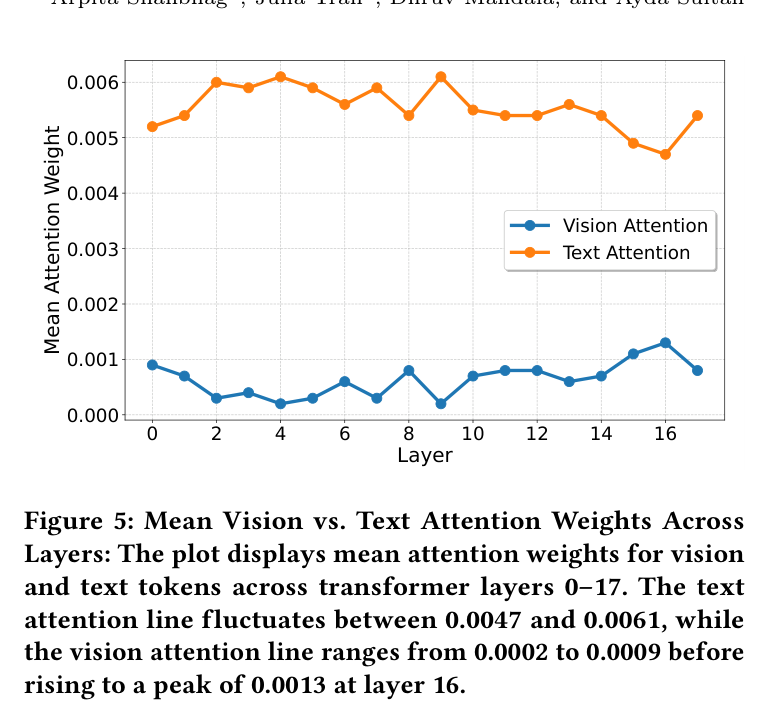 and Ayda Sultan
0.006
0.005
0.004
0.003
0.002
0.001
0.000
Mean Attention Weight
Vision Attention
Text Attention
0 2 4 6 8 10 12 14 16
Layer
Figure 5: Mean Vision vs. Text Attention Weights Across
Layers: The plot displays mean attention weights for vision
and text tokens across transformer layers 0–17. The text
attention line fluctuates between 0.0047 and 0.0061, while
the vision attention line ranges from 0.0002 to 0.0009 before
rising to a peak of 0.0013 at layer 16.